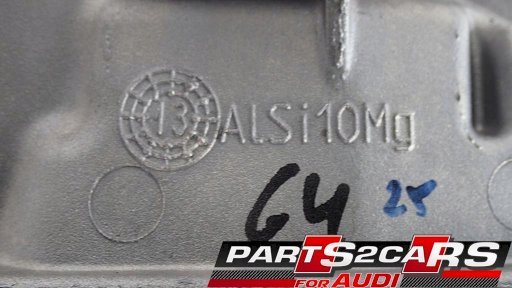 13 ALSi10Mg
64 25
PARTS2CARS
FOR AUDI